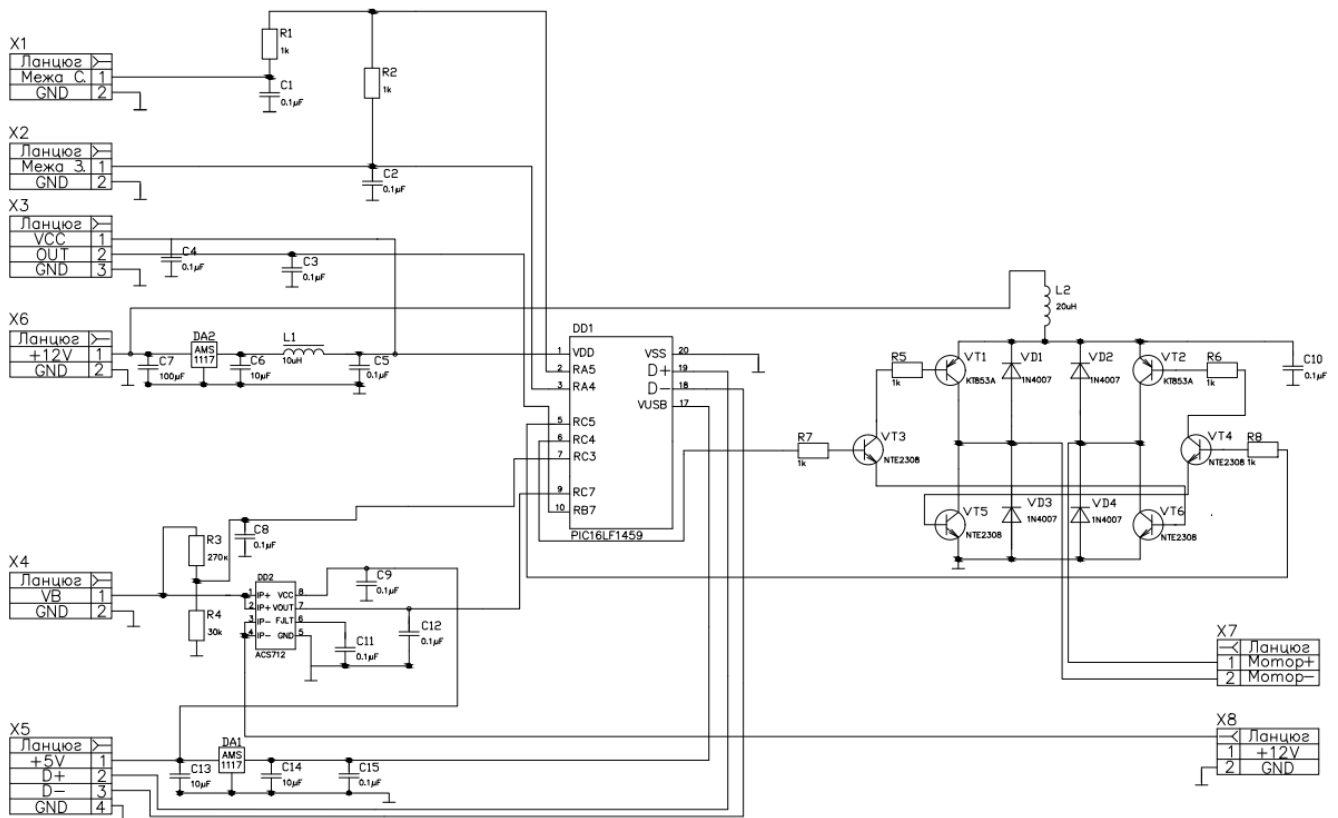 X1
Ланцюг
Межа С. 1
GND 2
R1
1k
C1
0.1µF
R2
1k
X2
Ланцюг
Межа З. 1
GND 2
C2
0.1µF
X3
Ланцюг
VCC 1
OUT 2
GND 3
C4
0.1µF
C3
0.1µF
X6
Ланцюг
+12V 1
GND 2
C7
100µF
DA2
AMS
1117
C6
10µF
L1
10uH
C5
0.1µF
DD1
1 VDD
2 RA5
3 RA4
5 RC5
6 RC4
7 RC3
9 RC7
10 RB7
VSS 20
D+ 19
D- 18
VUSB 17
PIC16LF1459
L2
20uH
R5
1k
VT1
КТ853А
VD1
1N4007
VD2
1N4007
VT2
КТ853А
R6
1k
C10
0.1µF
R7
1k
VT3
NTE2308
VT4
NTE2308
R8
1k
VT5
NTE2308
VD3
1N4007
VD4
1N4007
VT6
NTE2308
X4
Ланцюг
VB 1
GND 2
R3
270к
R4
30k
C8
0.1µF
DD2
1 IP+ VCC 8
2 IP+ VOUT 7
3 IP- FJLT 6
4 IP- GND 5
ACS712
C9
0.1µF
C11
0.1µF
C12
0.1µF
X7
Ланцюг
1 Мотор+
2 Мотор-
X8
Ланцюг
1 +12V
2 GND
X5
Ланцюг
+5V 1
D+ 2
D- 3
GND 4
C13
10µF
DA1
AMS
1117
C14
10µF
C15
0.1µF